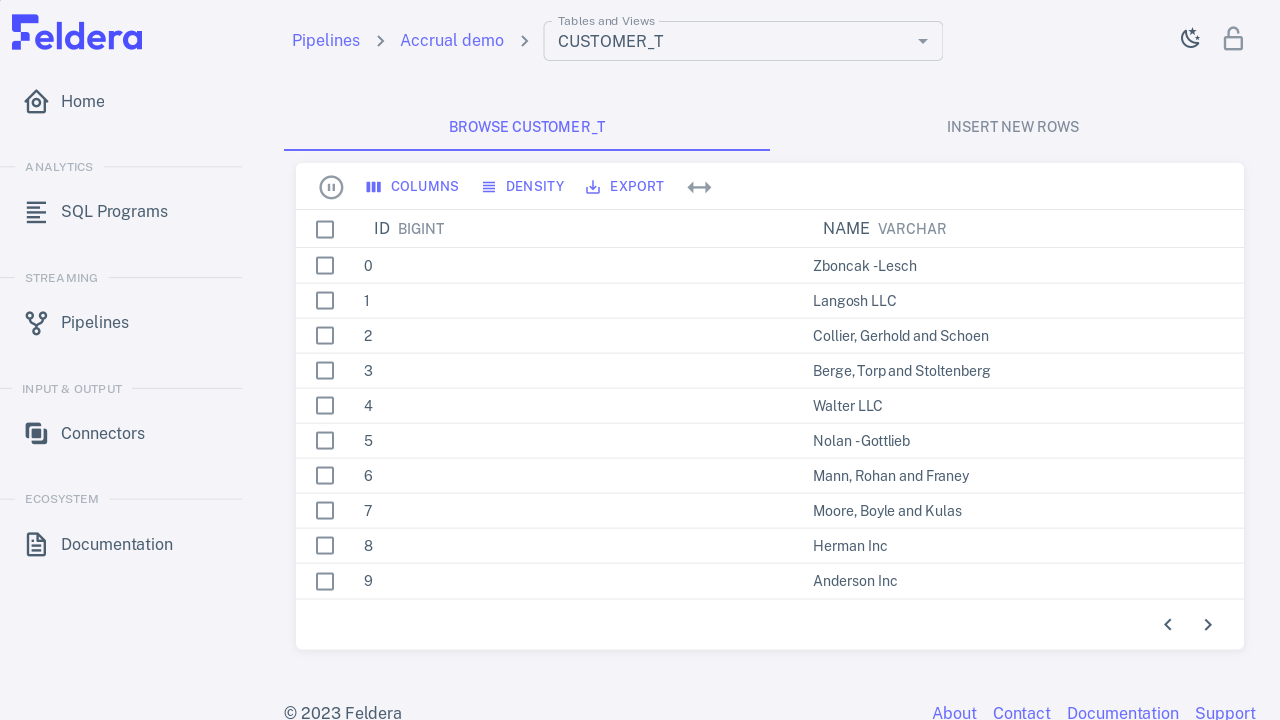 Feldera
Pipelines > Accrual demo >
Tables and Views
CUSTOMER_T
Home
ANALYTICS
SQL Programs
STREAMING
Pipelines
INPUT & OUTPUT
Connectors
ECOSYSTEM
Documentation
BROWSE CUSTOMER_T INSERT NEW ROWS
COLUMNS DENSITY EXPORT
ID BIGINT NAME VARCHAR
0 Zboncak - Lesch
1 Langosh LLC
2 Collier, Gerhold and Schoen
3 Berge, Torp and Stoltenberg
4 Walter LLC
5 Nolan - Gottlieb
6 Mann, Rohan and Franey
7 Moore, Boyle and Kulas
8 Herman Inc
9 Anderson Inc
© 2023 Feldera About Contact Documentation Support